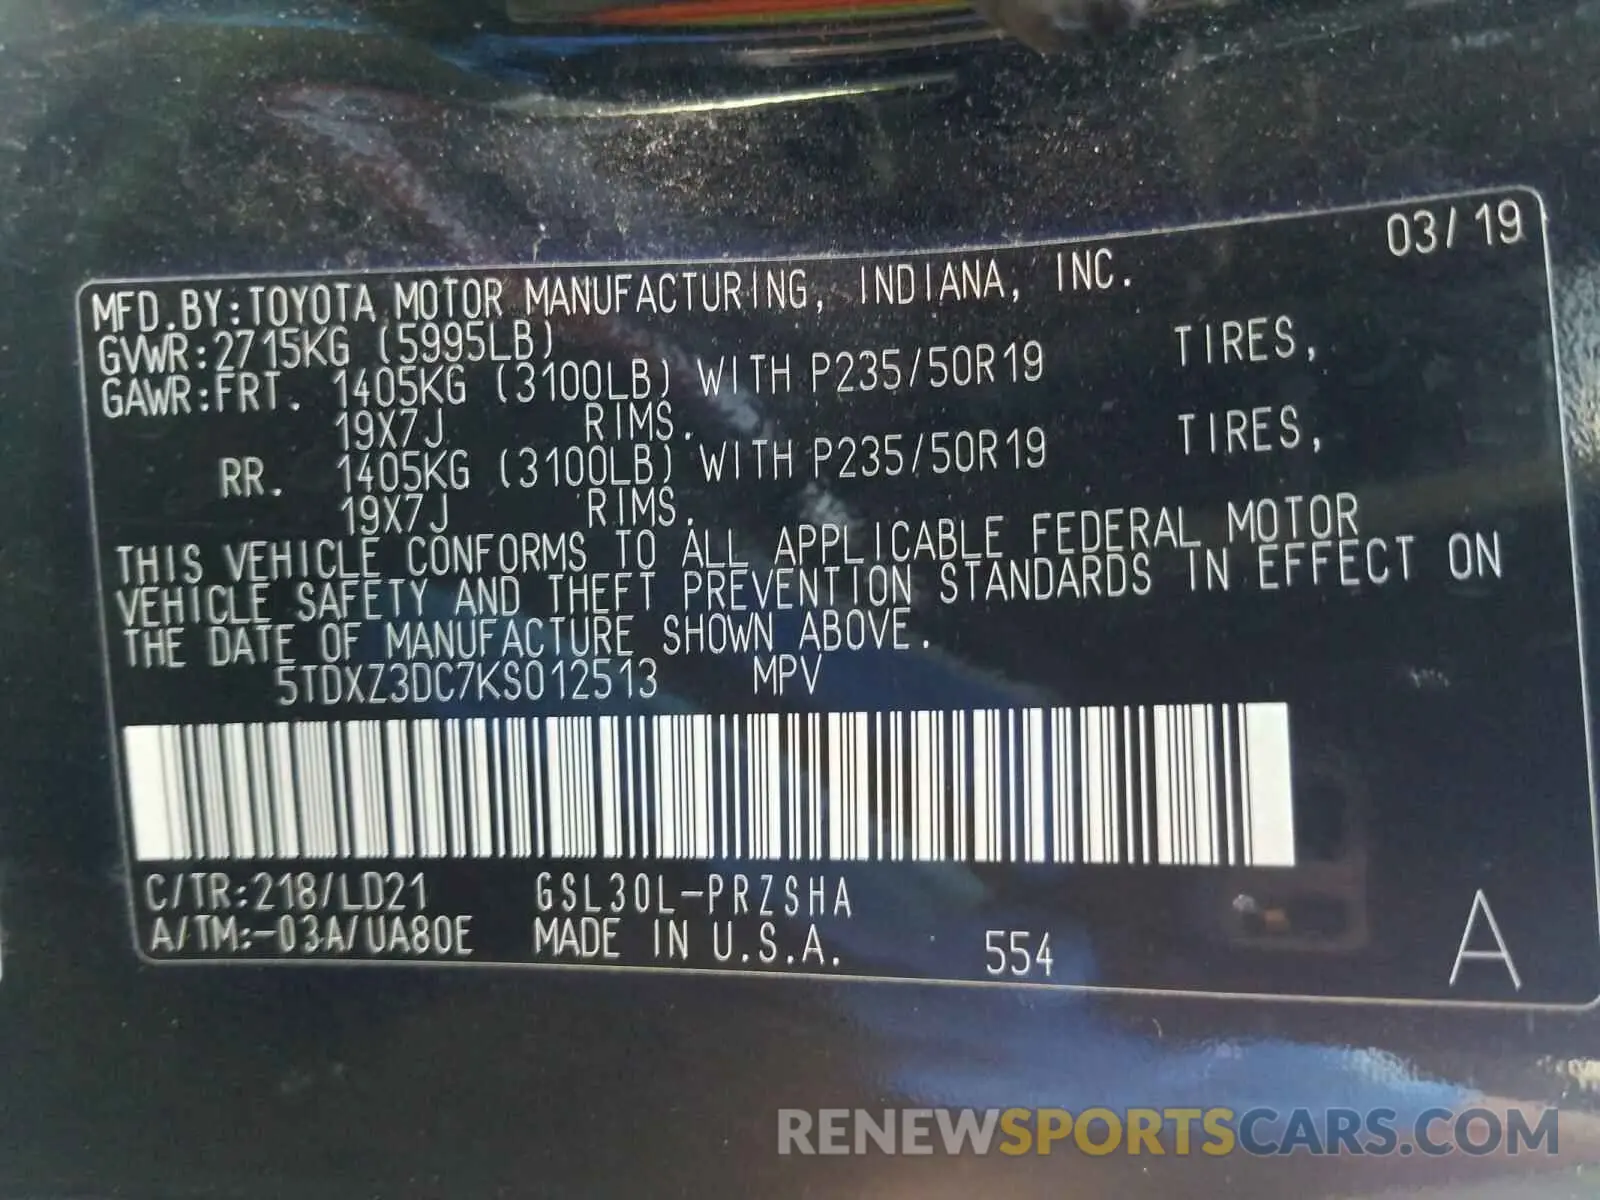 03/19
MFD.BY:TOYOTA MOTOR MANUFACTURING, INDIANA, INC.
GVWR:2715KG (5995LB)
GAWR:FRT. 1405KG (3100LB) WITH P235/50R19 TIRES,
19X7J RIMS.
RR. 1405KG (3100LB) WITH P235/50R19 TIRES,
19X7J RIMS.
THIS VEHICLE CONFORMS TO ALL APPLICABLE FEDERAL MOTOR
VEHICLE SAFETY AND THEFT PREVENTION STANDARDS IN EFFECT ON
THE DATE OF MANUFACTURE SHOWN ABOVE.
5TDXZ3DC7KS012513 MPV
C/TR:218/LD21 GSL30L-PRZSHA
A/TM:-03A/UA80E MADE IN U.S.A. 554 A
RENEWSPORTSCARS.COM